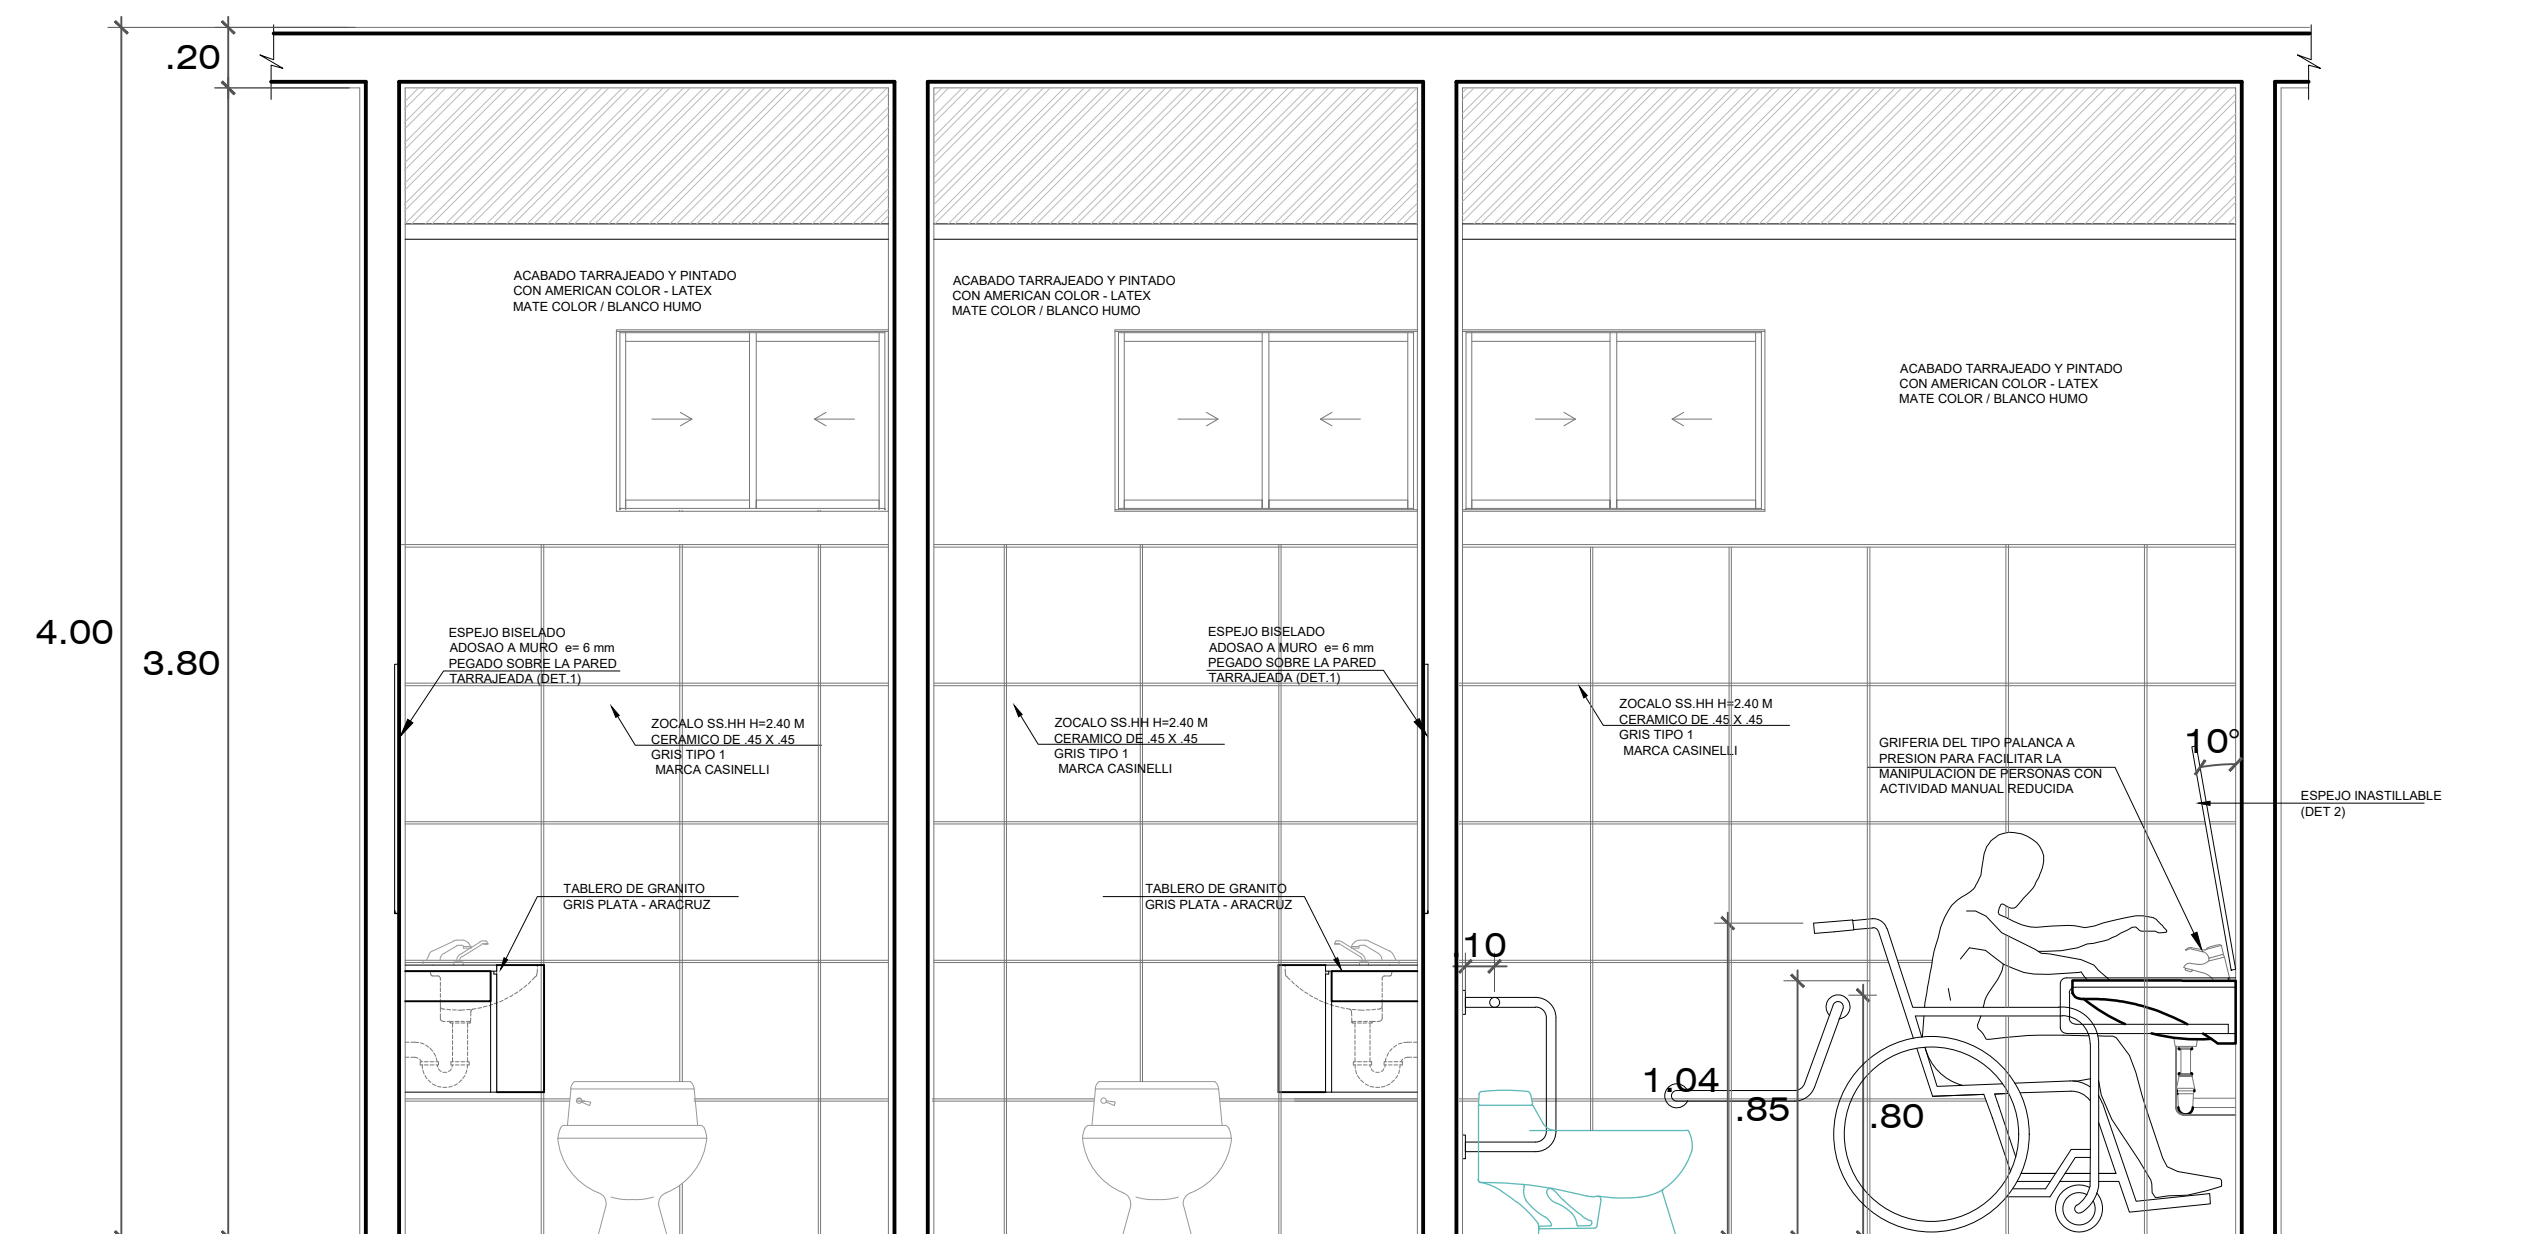 .20
4.00
3.80
ACABADO TARRAJEADO Y PINTADO
CON AMERICAN COLOR - LATEX
MATE COLOR / BLANCO HUMO
ACABADO TARRAJEADO Y PINTADO
CON AMERICAN COLOR - LATEX
MATE COLOR / BLANCO HUMO
ACABADO TARRAJEADO Y PINTADO
CON AMERICAN COLOR - LATEX
MATE COLOR / BLANCO HUMO
ESPEJO BISELADO
ADOSAO A MURO e= 6 mm
PEGADO SOBRE LA PARED
TARRAJEADA (DET.1)
ZOCALO SS.HH H=2.40 M
CERAMICO DE .45 X .45
GRIS TIPO 1
MARCA CASINELLI
TABLERO DE GRANITO
GRIS PLATA - ARACRUZ
ESPEJO BISELADO
ADOSAO A MURO e= 6 mm
PEGADO SOBRE LA PARED
TARRAJEADA (DET.1)
ZOCALO SS.HH H=2.40 M
CERAMICO DE .45 X .45
GRIS TIPO 1
MARCA CASINELLI
TABLERO DE GRANITO
GRIS PLATA - ARACRUZ
ZOCALO SS.HH H=2.40 M
CERAMICO DE .45 X .45
GRIS TIPO 1
MARCA CASINELLI
GRIFERIA DEL TIPO PALANCA A
PRESION PARA FACILITAR LA
MANIPULACION DE PERSONAS CON
ACTIVIDAD MANUAL REDUCIDA
10°
ESPEJO INASTILLABLE
(DET 2)
.10
1.04
.85
.80